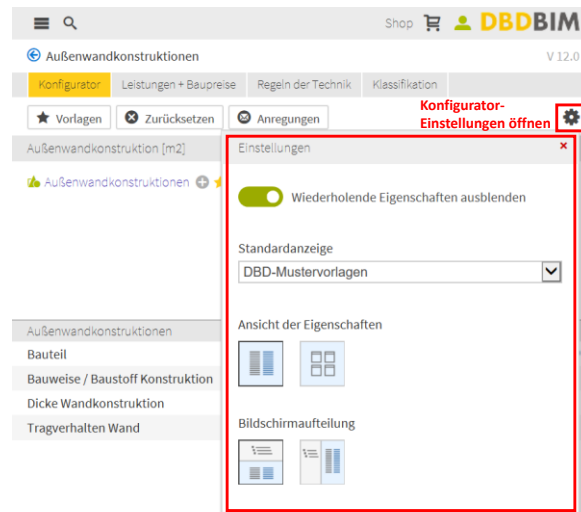 Shop DBDBIM
Außenwandkonstruktionen V 12.0
Konfigurator Leistungen + Baupreise Regeln der Technik Klassifikation
Konfigurator-
Einstellungen öffnen
Vorlagen Zurücksetzen Anregungen
Außenwandkonstruktion [m2]
Einstellungen
Außenwandkonstruktionen
Wiederholende Eigenschaften ausblenden
Standardanzeige
DBD-Mustervorlagen
Ansicht der Eigenschaften
Bildschirmaufteilung
Außenwandkonstruktionen
Bauteil
Bauweise / Baustoff Konstruktion
Dicke Wandkonstruktion
Tragverhalten Wand